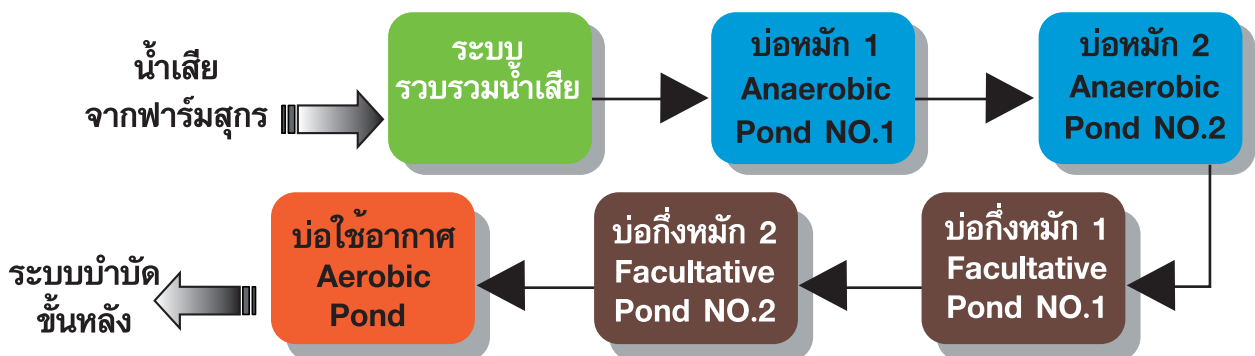 น้ำเสีย
จากฟาร์มสุกร
ระบบ
รวบรวมน้ำเสีย
บ่อหมัก 1
Anaerobic
Pond NO.1
บ่อหมัก 2
Anaerobic
Pond NO.2
บ่อกึ่งหมัก 1
Facultative
Pond NO.1
บ่อกึ่งหมัก 2
Facultative
Pond NO.2
บ่อใช้อากาศ
Aerobic
Pond
ระบบบำบัด
ขั้นหลัง